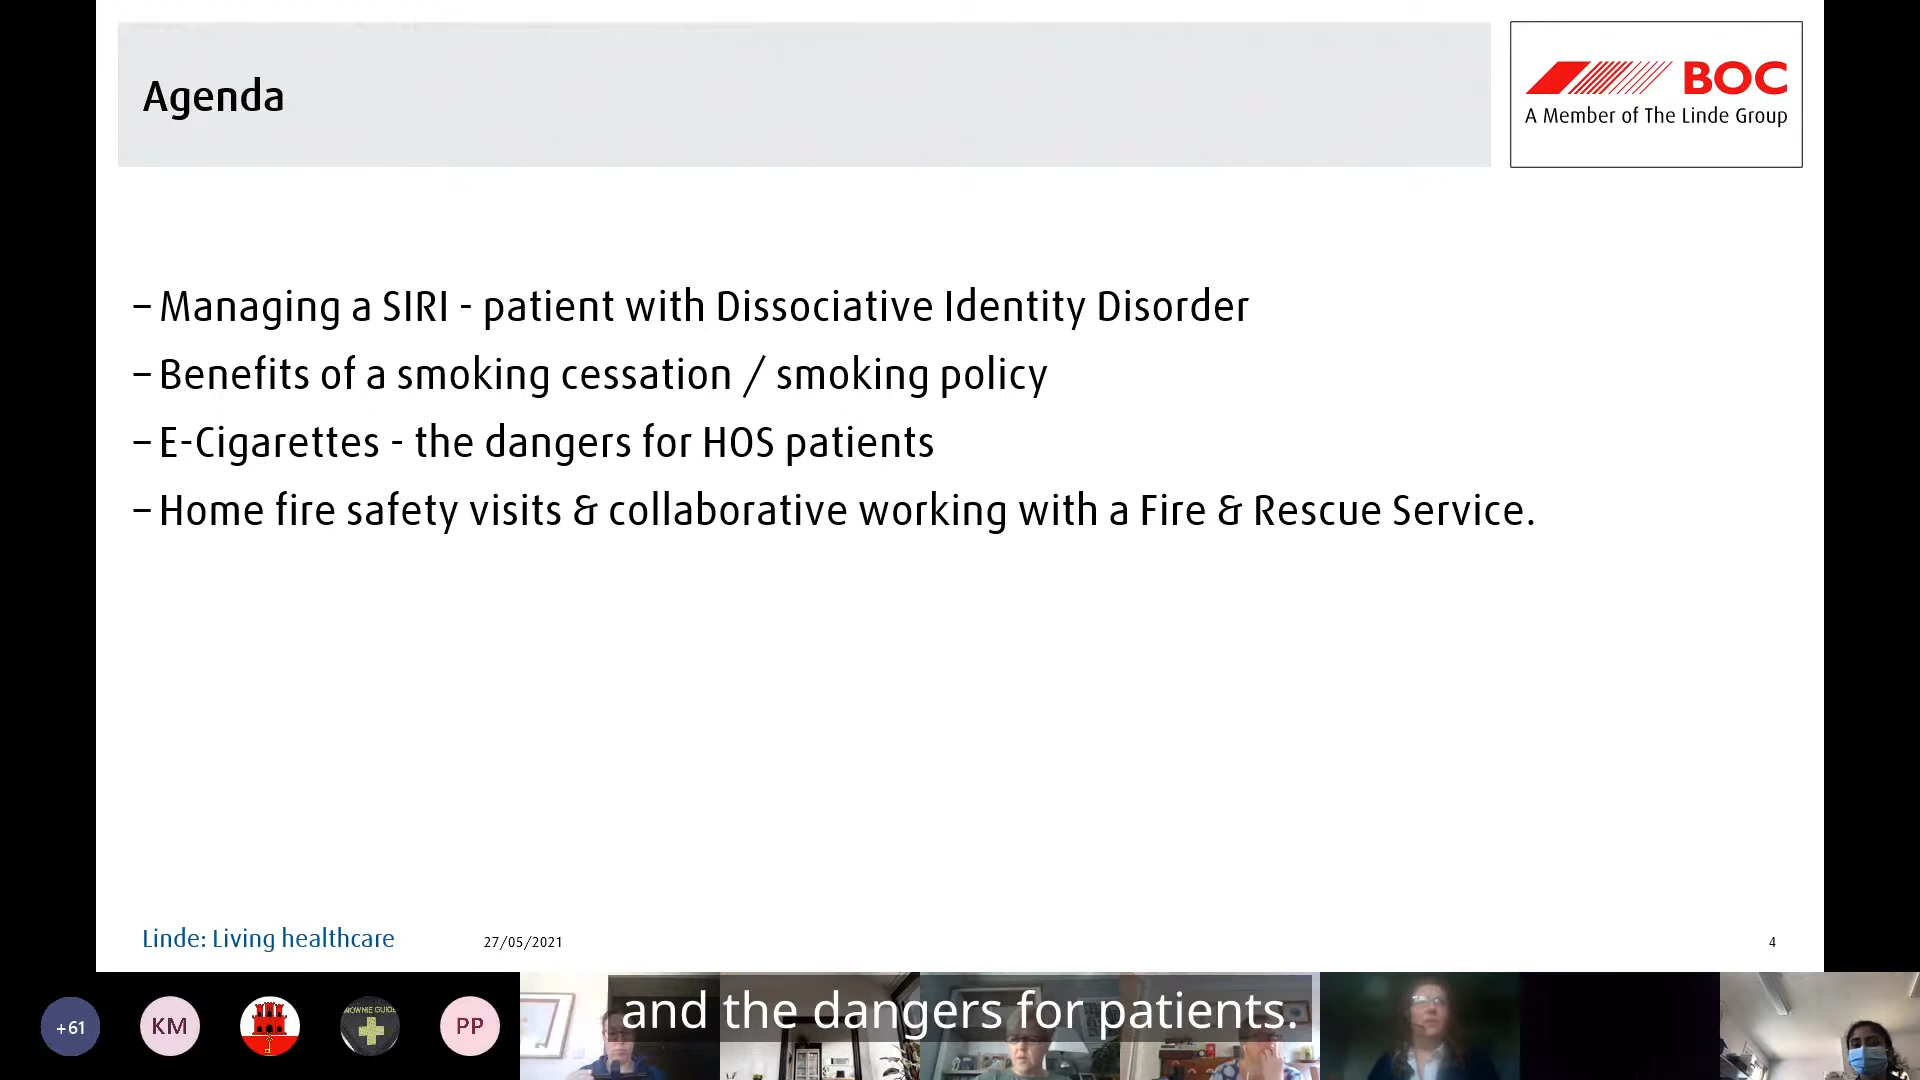 Agenda
BOC
A Member of The Linde Group
– Managing a SIRI - patient with Dissociative Identity Disorder
– Benefits of a smoking cessation / smoking policy
– E-Cigarettes - the dangers for HOS patients
– Home fire safety visits & collaborative working with a Fire & Rescue Service.
Linde: Living healthcare
27/05/2021
4
+61
KM
PP
and the dangers for patients.